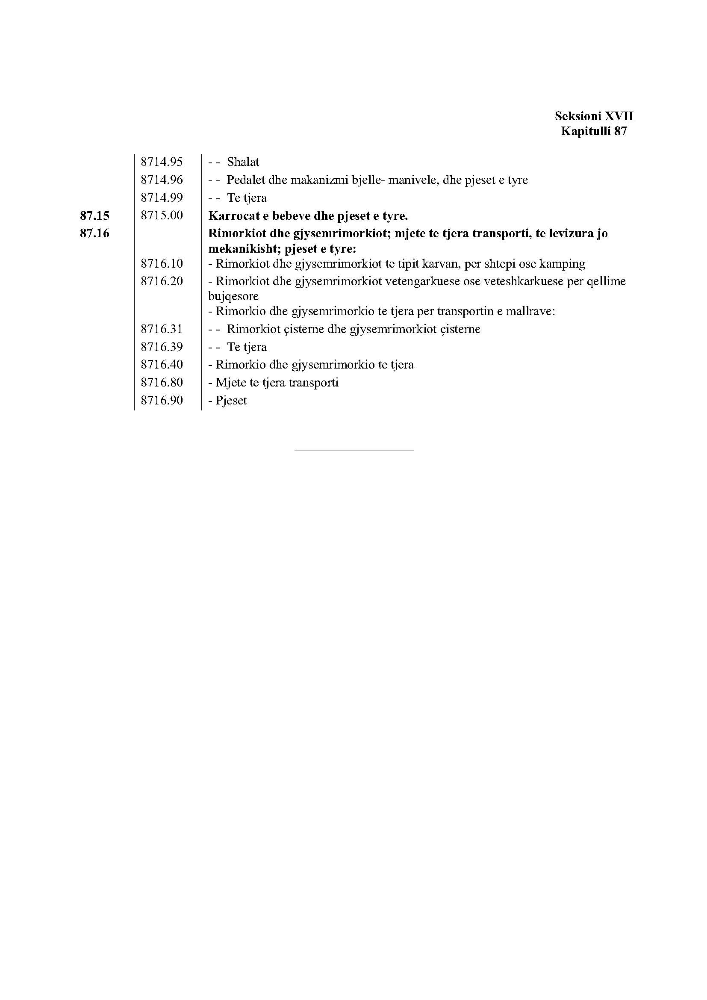 Seksioni XVII
Kapitulli 87
8714.95 - - Shalat
8714.96 - - Pedalet dhe makanizmi bjelle- manivele, dhe pjeset e tyre
8714.99 - - Te tjera
87.15 8715.00 Karrocat e bebeve dhe pjeset e tyre.
87.16 Rimorkiot dhe gjysemrimorkiot; mjete te tjera transporti, te levizura jo
mekanikisht; pjeset e tyre:
8716.10 - Rimorkiot dhe gjysemrimorkiot te tipit karvan, per shtepi ose kamping
8716.20 - Rimorkiot dhe gjysemrimorkiot vetengarkuese ose veteshkarkuese per qellime
bujqesore
- Rimorkio dhe gjysemrimorkio te tjera per transportin e mallrave:
8716.31 - - Rimorkiot çisterne dhe gjysemrimorkiot çisterne
8716.39 - - Te tjera
8716.40 - Rimorkio dhe gjysemrimorkio te tjera
8716.80 - Mjete te tjera transporti
8716.90 - Pjeset